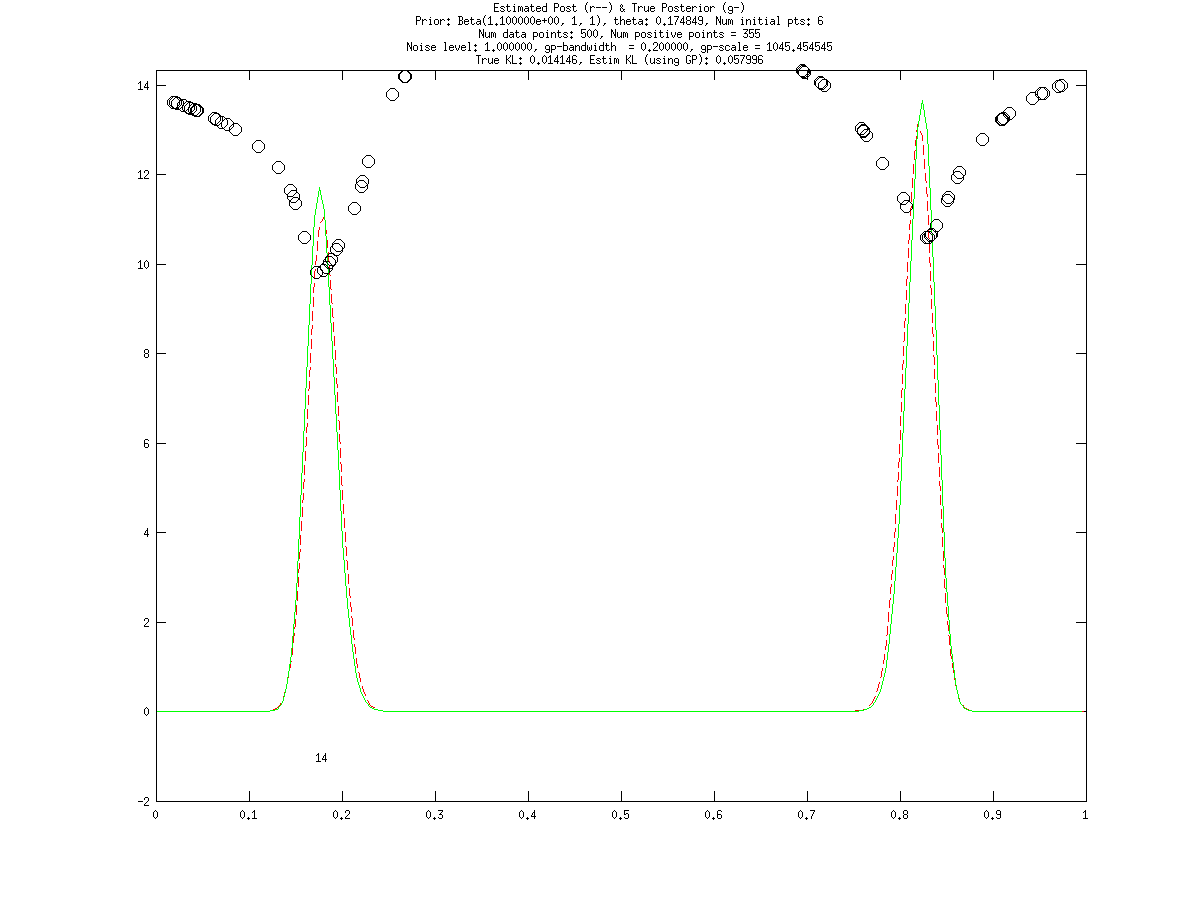 Estimated Post (r--) & True Posterior (g-)
Prior: Beta(1.100000e+00, 1, 1), theta: 0.174849, Num initial pts: 6
Num data points: 500, Num positive points = 355
Noise level: 1.000000, gp-bandwidth  = 0.200000, gp-scale = 1045.454545
True KL: 0.014146, Estim KL (using GP): 0.057996
14
12
10
8
6
4
2
0
14
-2
0 0.1 0.2 0.3 0.4 0.5 0.6 0.7 0.8 0.9 1